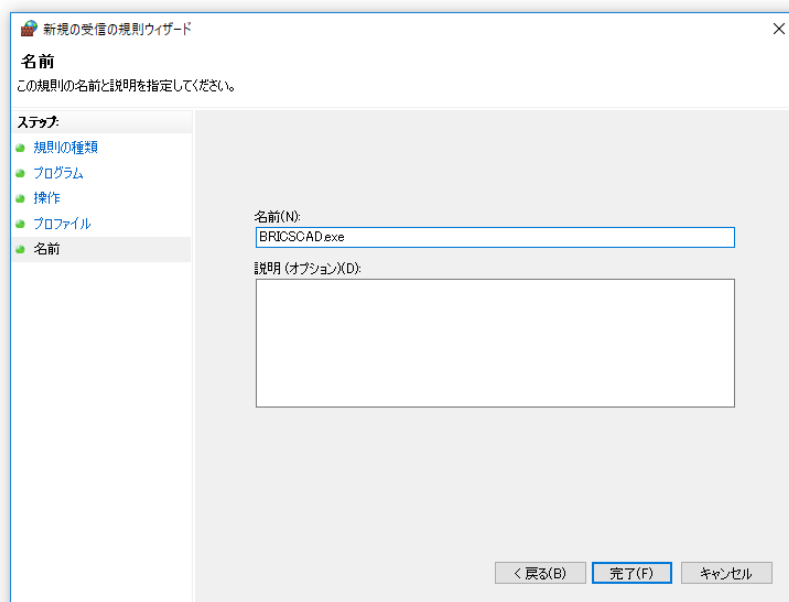 新規の受信の規則ウィザード
名前
この規則の名前と説明を指定してください。
ステップ:
規則の種類
プログラム
操作
プロファイル
名前
名前(N):
BRICSCAD.exe
説明 (オプション)(D):
< 戻る(B)
完了(F)
キャンセル